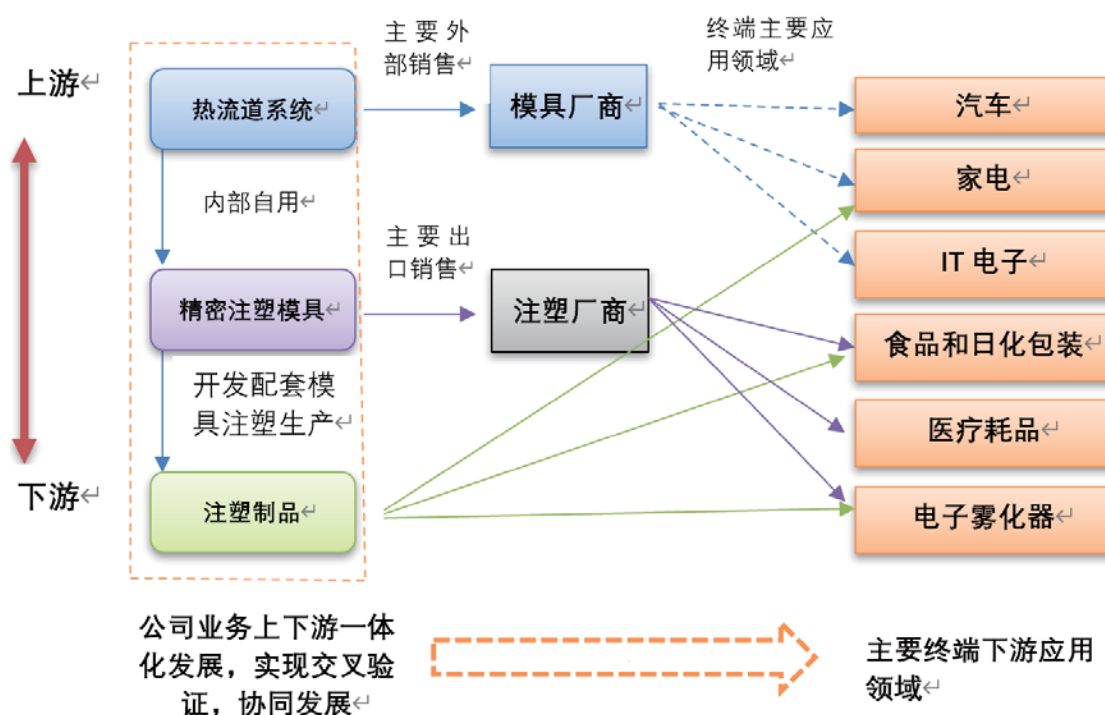 主要外
部销售
终端主要应
用领域
上游
热流道系统
模具厂商
汽车
家电
内部自用
主要出
口销售
IT 电子
精密注塑模具
注塑厂商
食品和日化包装
开发配套模
具注塑生产
医疗耗品
下游
注塑制品
电子雾化器
公司业务上下游一体
化发展，实现交叉验
证，协同发展
主要终端下游应用
领域